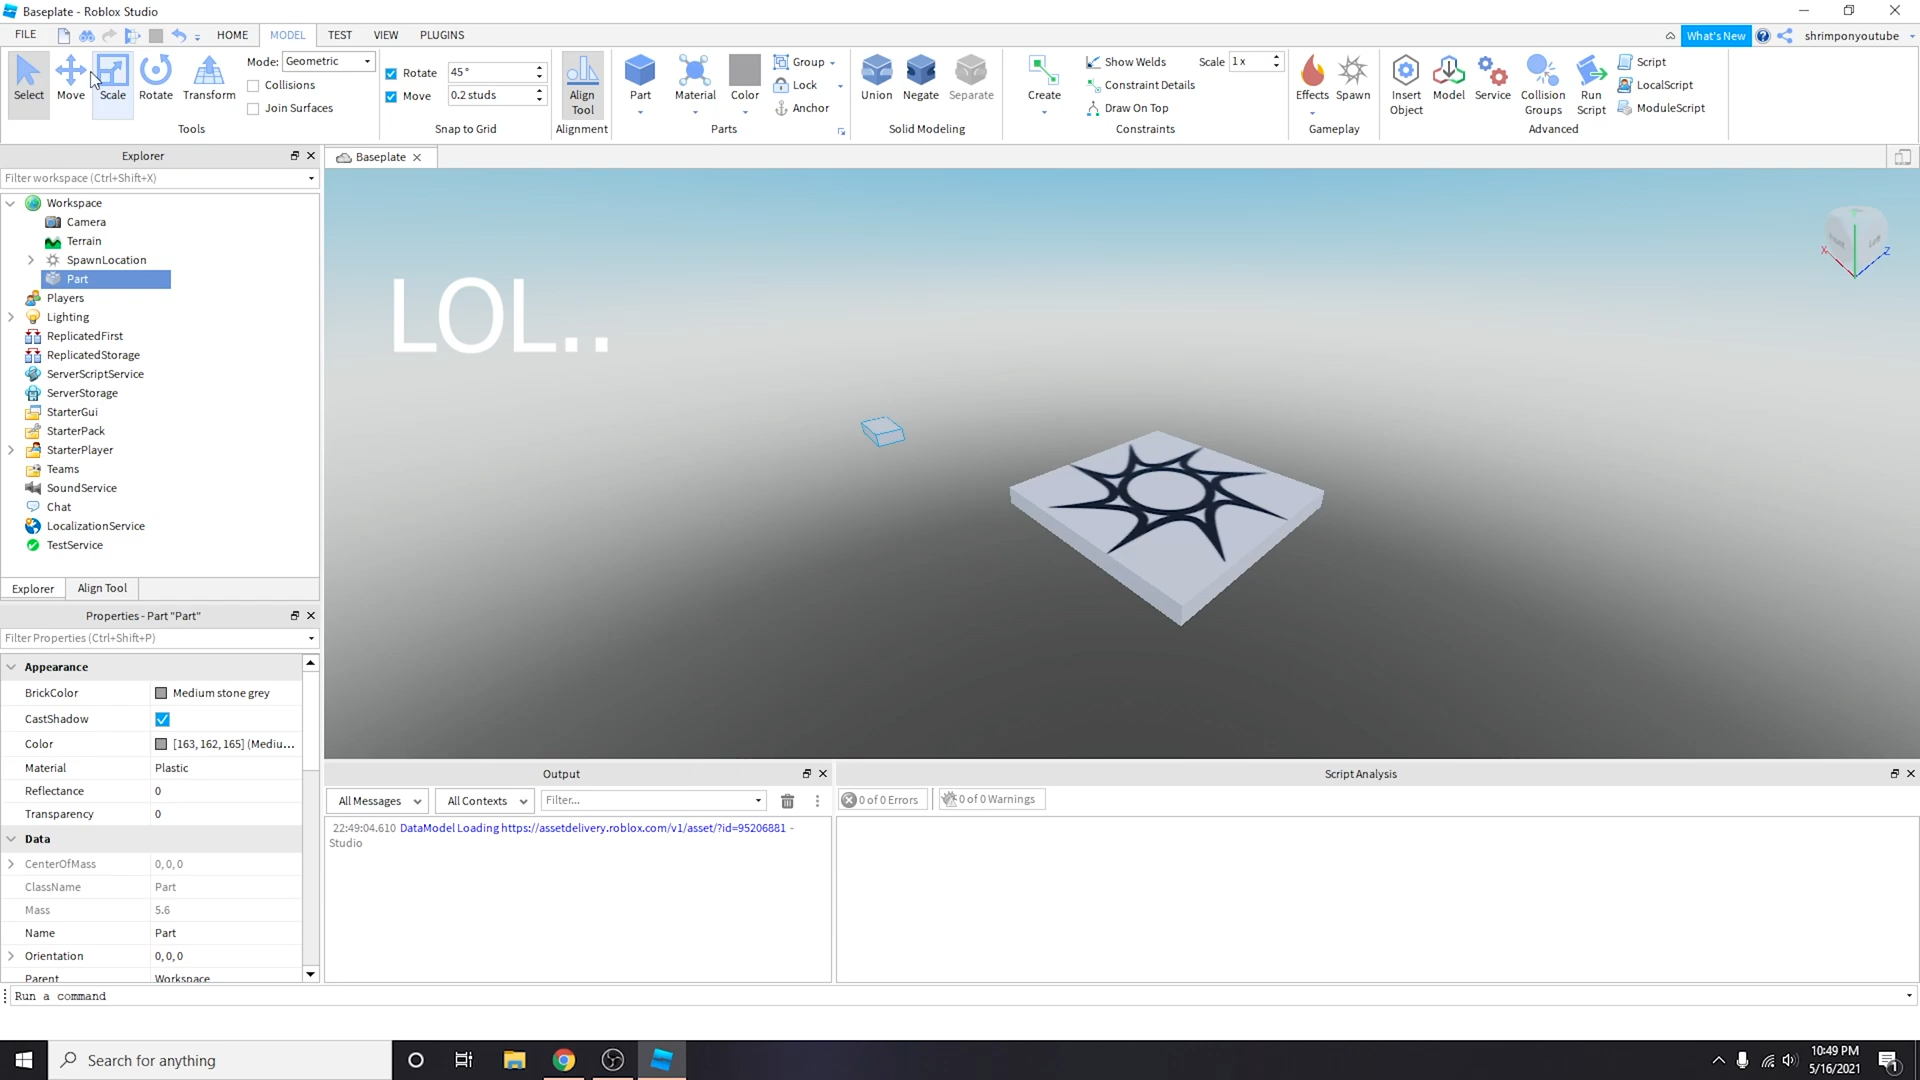 Baseplate - Roblox Studio
FILE HOME MODEL TEST VIEW PLUGINS What's New shrimponyoutube
Select Move Scale Rotate Transform
Mode: Geometric
Collisions
Join Surfaces
Tools
Rotate 45°
Move 0.2 studs
Snap to Grid
Align Tool
Alignment
Part Material Color
Group
Lock
Anchor
Parts
Union Negate Separate
Solid Modeling
Create
Show Welds Scale 1x
Constraint Details
Draw On Top
Constraints
Effects Spawn
Gameplay
Insert Object Model Service Collision Groups Run Script
Script
LocalScript
ModuleScript
Advanced
Explorer
Filter workspace (Ctrl+Shift+X)
Workspace
Camera
Terrain
SpawnLocation
Part
Players
Lighting
ReplicatedFirst
ReplicatedStorage
ServerScriptService
ServerStorage
StarterGui
StarterPack
StarterPlayer
Teams
SoundService
Chat
LocalizationService
TestService
Explorer Align Tool
Properties - Part "Part"
Filter Properties (Ctrl+Shift+P)
Appearance
BrickColor Medium stone grey
CastShadow
Color [163, 162, 165] (Mediu...
Material Plastic
Reflectance 0
Transparency 0
Data
CenterOfMass 0, 0, 0
ClassName Part
Mass 5.6
Name Part
Orientation 0, 0, 0
Parent Workspace
Baseplate
LOL..
X Z
Output
All Messages All Contexts Filter...
22:49:04.610 DataModel Loading https://assetdelivery.roblox.com/v1/asset/?id=95206881 -
Studio
Script Analysis
0 of 0 Errors 0 of 0 Warnings
Run a command
Search for anything
10:49 PM
5/16/2021
1